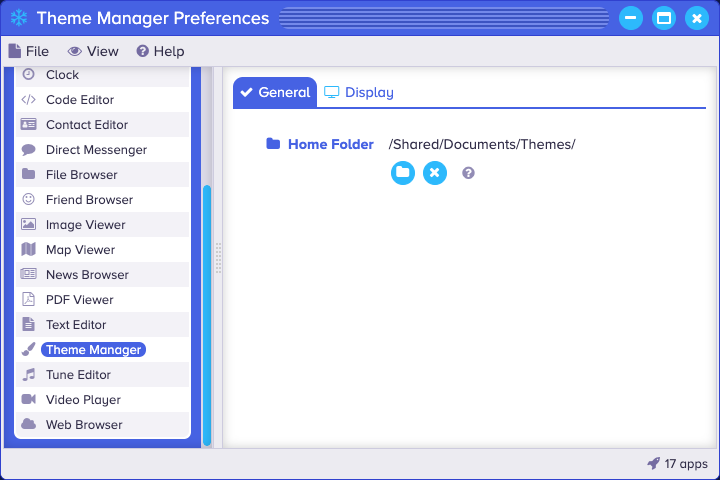 Theme Manager Preferences
File View Help
Clock
Code Editor
Contact Editor
Direct Messenger
File Browser
Friend Browser
Image Viewer
Map Viewer
News Browser
PDF Viewer
Text Editor
Theme Manager
Tune Editor
Video Player
Web Browser
General Display
Home Folder /Shared/Documents/Themes/
17 apps